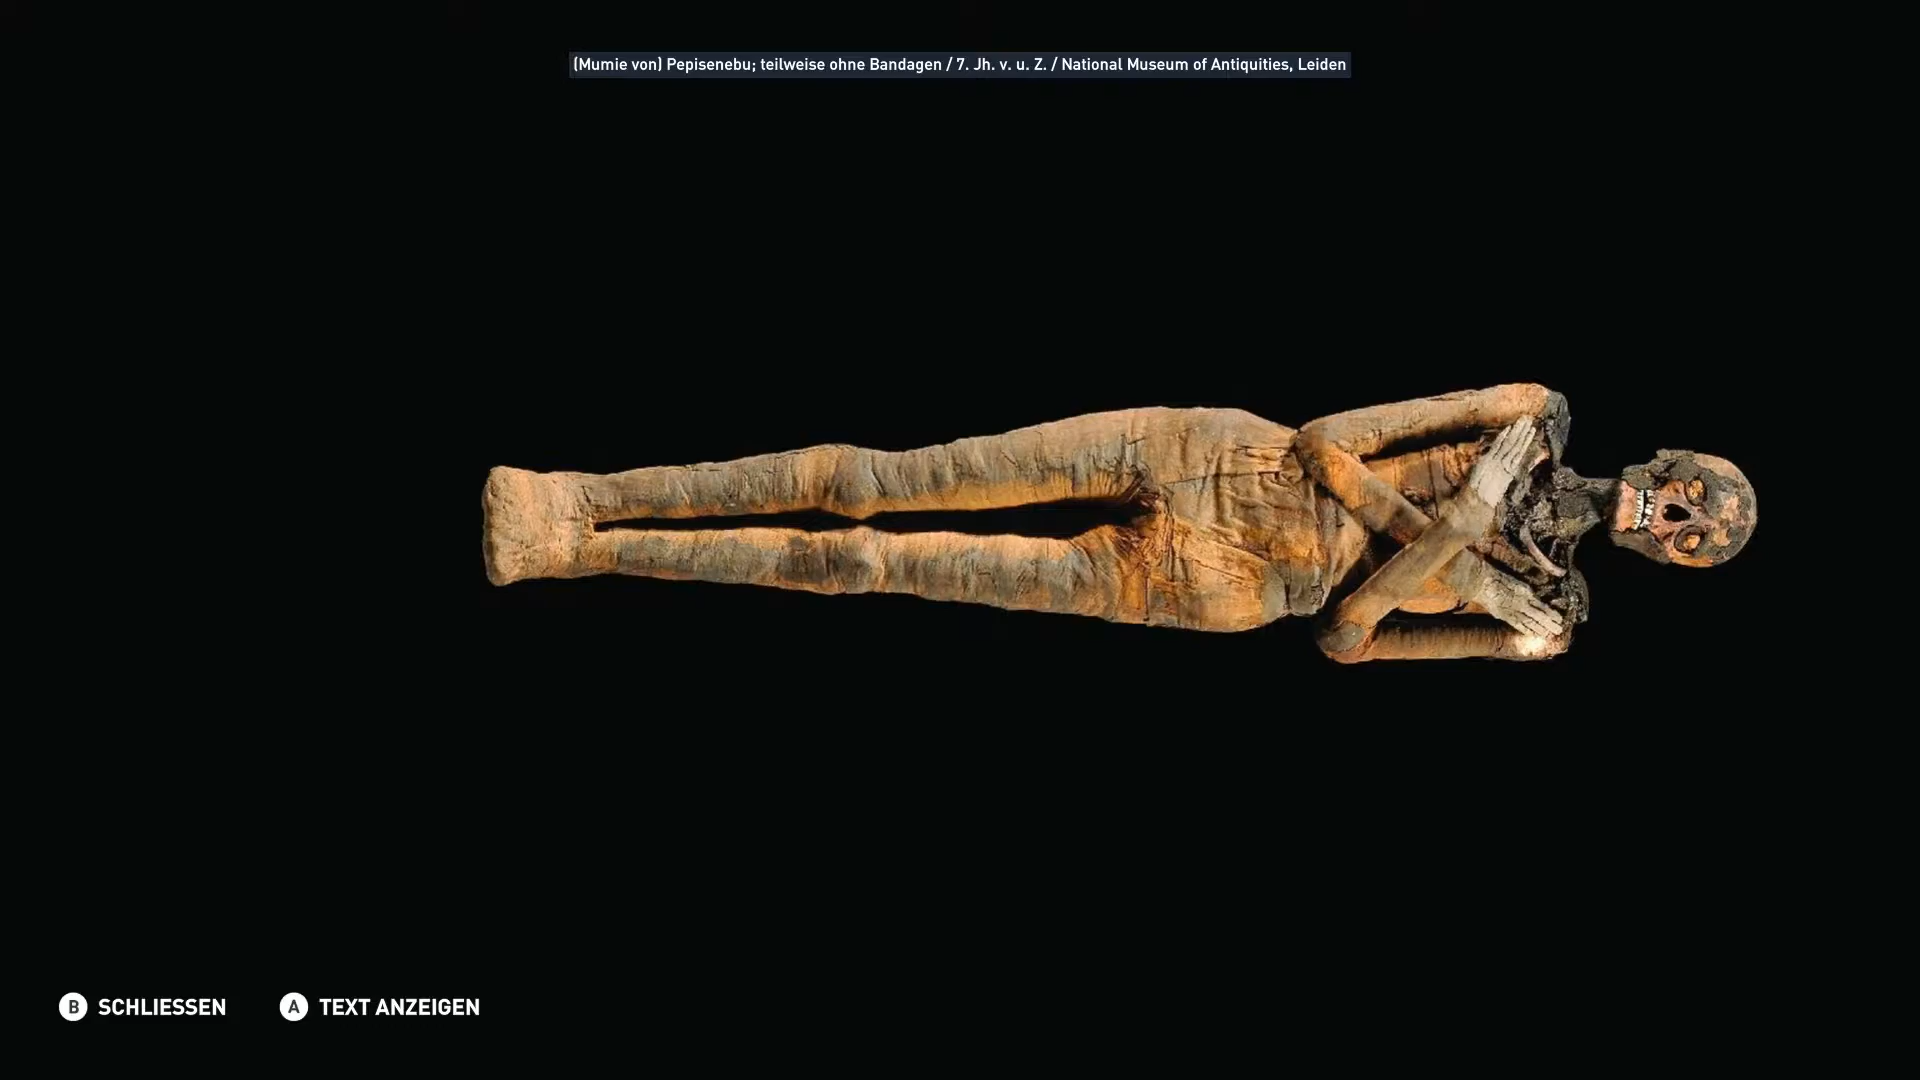 (Mumie von) Pepisenebu; teilweise ohne Bandagen / 7. Jh. v. u. Z. / National Museum of Antiquities, Leiden
B SCHLIESSEN A TEXT ANZEIGEN